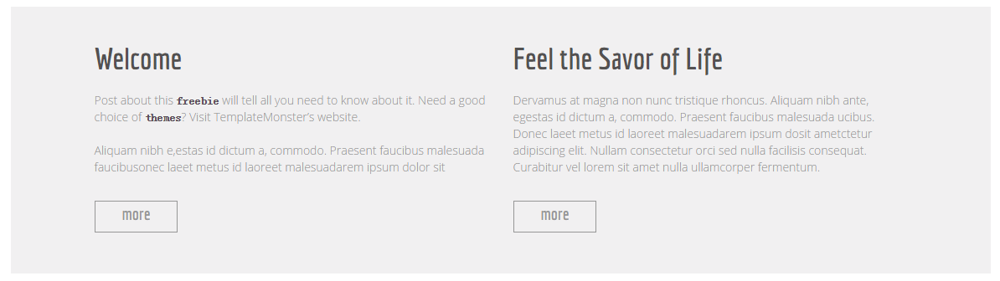 Welcome
Post about this freebie will tell all you need to know about it. Need a good
choice of themes? Visit TemplateMonster's website.
Aliquam nibh e,estas id dictum a, commodo. Praesent faucibus malesuada
faucibusonec laeet metus id laoreet malesuadarem ipsum dolor sit
more
Feel the Savor of Life
Dervamus at magna non nunc tristique rhoncus. Aliquam nibh ante,
egestas id dictum a, commodo. Praesent faucibus malesuada ucibus.
Donec laeet metus id laoreet malesuadarem ipsum dosit ametctetur
adipiscing elit. Nullam consectetur orci sed nulla facilisis consequat.
Curabitur vel lorem sit amet nulla ullamcorper fermentum.
more